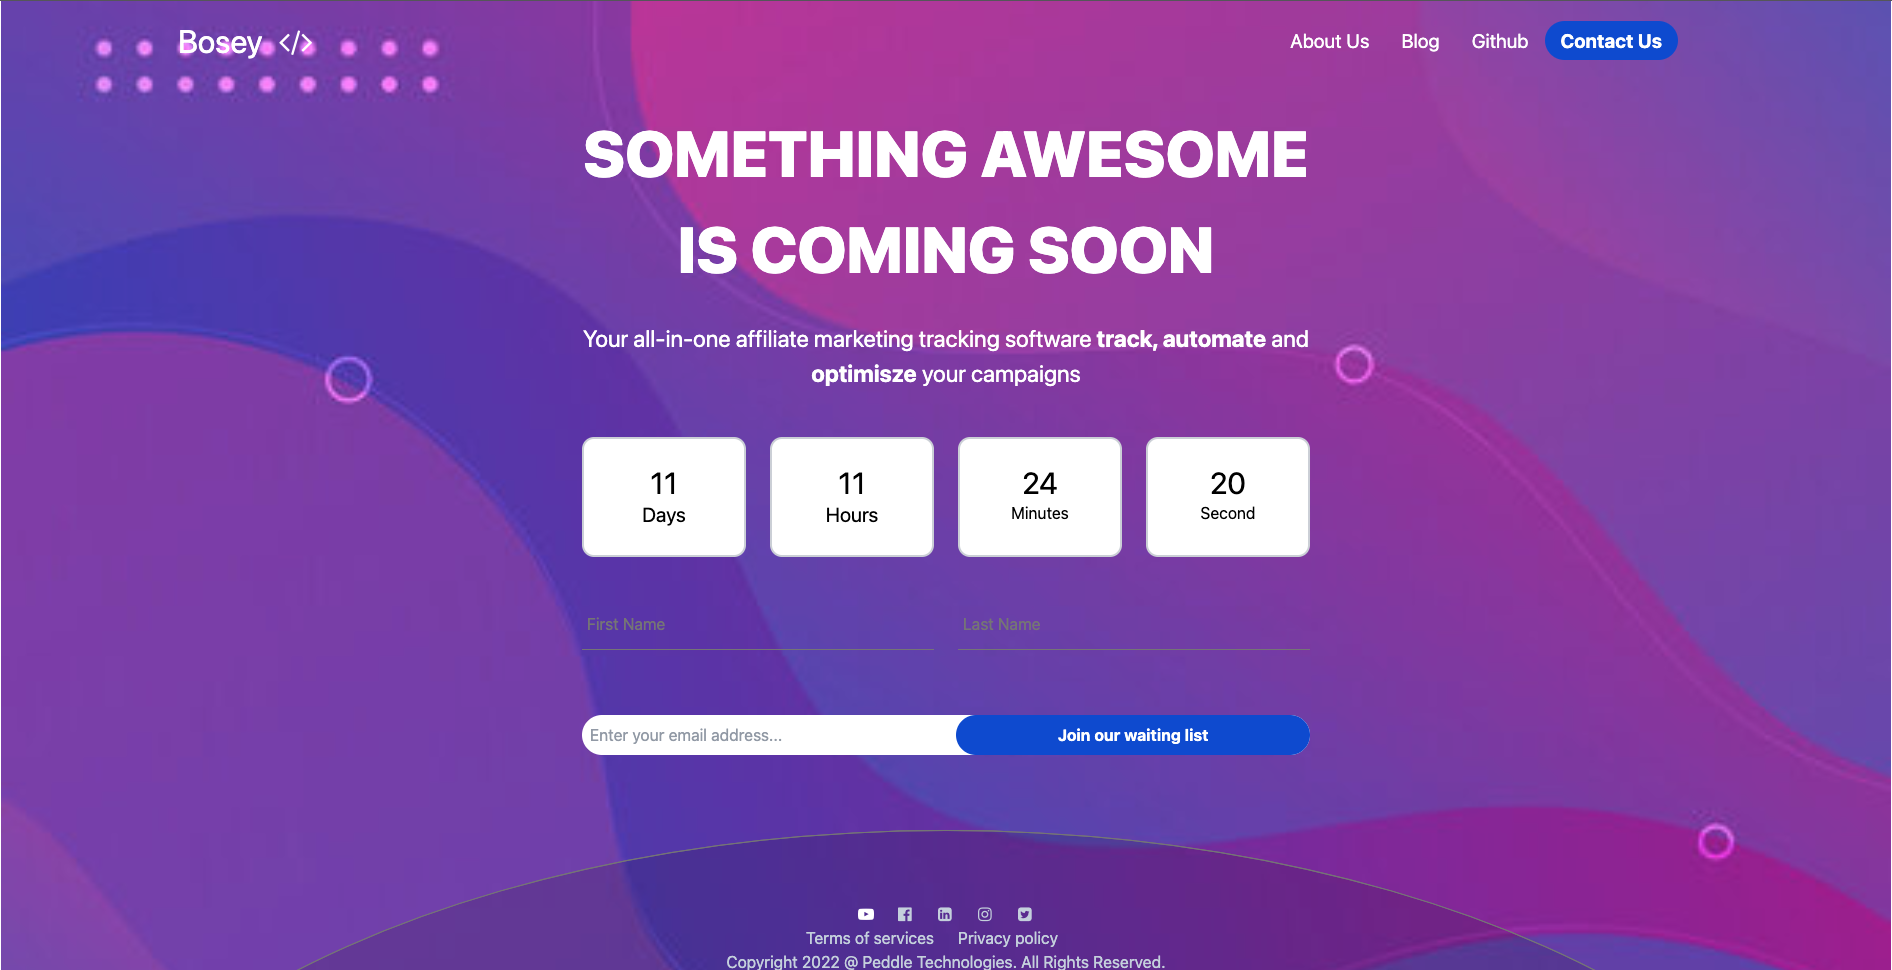 Bosey </>
About Us Blog Github Contact Us
SOMETHING AWESOME
IS COMING SOON
Your all-in-one affiliate marketing tracking software track, automate and
optimisze your campaigns
11 11 24 20
Days Hours Minutes Second
First Name Last Name
Enter your email address... Join our waiting list
Terms of services Privacy policy
Copyright 2022 @ Peddle Technologies. All Rights Reserved.